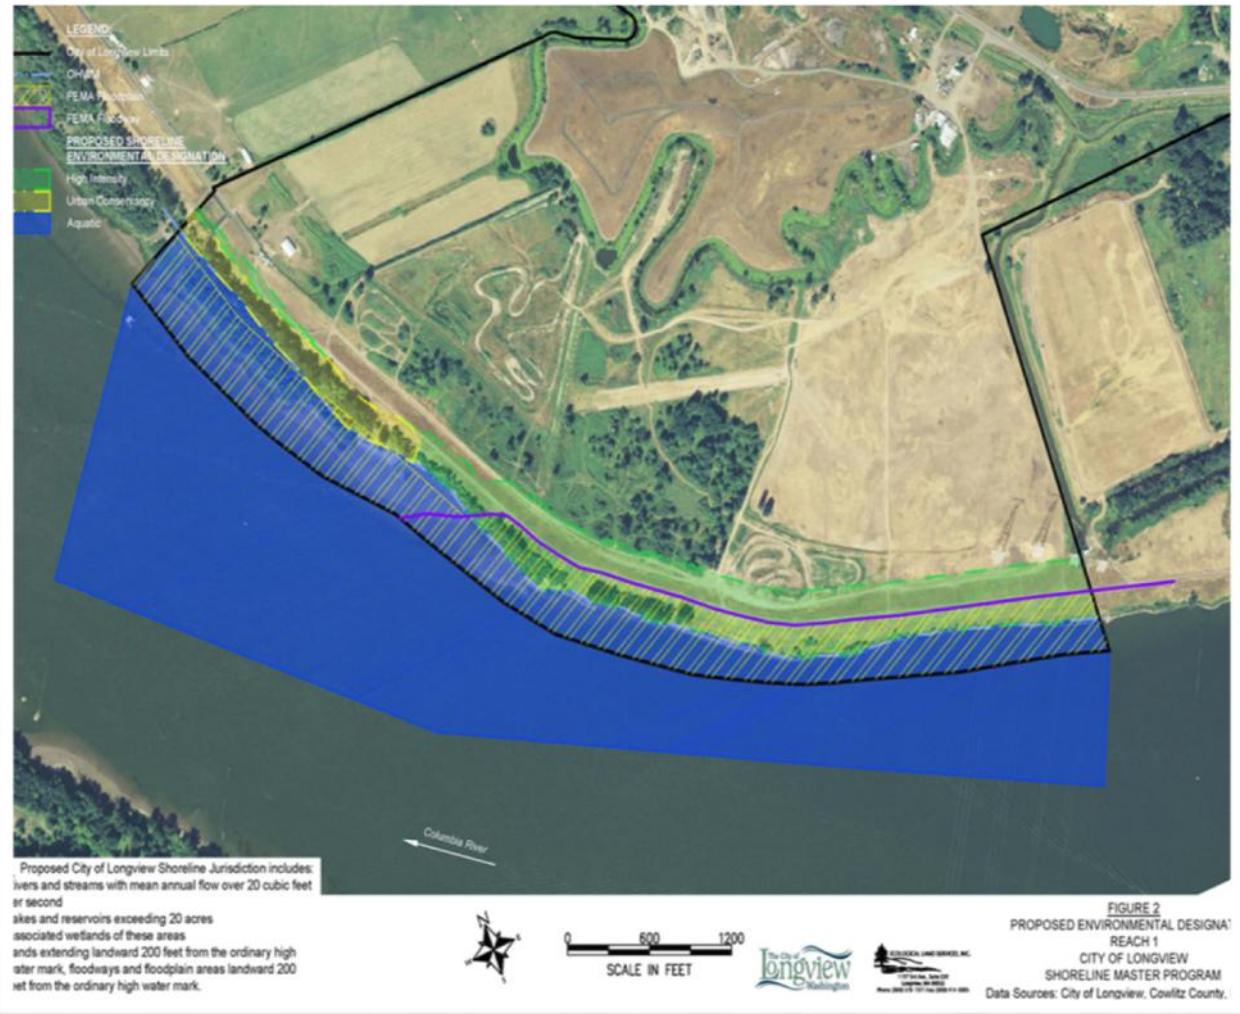 LEGEND:
City of Longview Limits
OHWM
FEMA Floodplain
FEMA Floodway
PROPOSED SHORELINE
ENVIRONMENTAL DESIGNATION
High Intensity
Urban Conservancy
Aquatic
Columbia River
Proposed City of Longview Shoreline Jurisdiction includes:
ivers and streams with mean annual flow over 20 cubic feet
er second
akes and reservoirs exceeding 20 acres
ssociated wetlands of these areas
ands extending landward 200 feet from the ordinary high
ater mark, floodways and floodplain areas landward 200
et from the ordinary high water mark.
N
S
0 600 1200
SCALE IN FEET
The City of
Longview
Washington
ECOLOGICAL LAND SERVICES, INC.
FIGURE 2
PROPOSED ENVIRONMENTAL DESIGNAT
REACH 1
CITY OF LONGVIEW
SHORELINE MASTER PROGRAM
Data Sources: City of Longview, Cowlitz County,